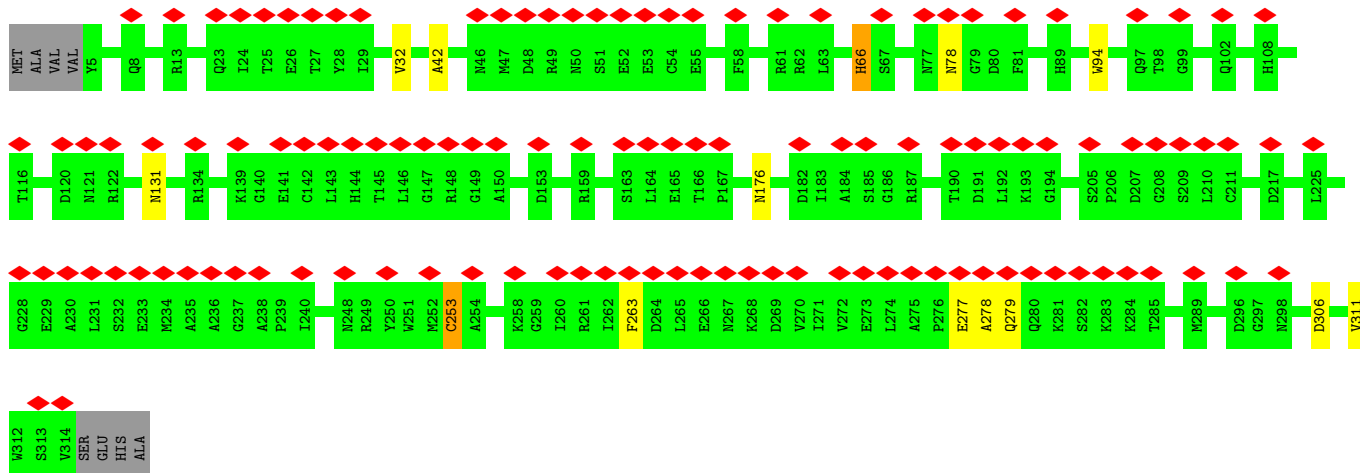 MET ALA VAL VAL Y5 Q8 R13 Q23 I24 T25 E26 T27 Y28 I29 V32 A42 N46 M47 D48 R49 N50 S51 E52 E53 C54 E55 F58 R61 R62 L63 H66 S67 N77 N78 G79 D80 F81 H89 W94 Q97 T98 G99 Q102 H108
T116 D120 N121 R122 N131 R134 K139 G140 E141 C142 L143 H144 T145 L146 G147 R148 G149 A150 D153 R159 S163 L164 E165 T166 P167 N176 D182 I183 A184 S185 G186 R187 T190 D191 L192 K193 G194 S205 P206 D207 G208 S209 L210 C211 D217 L225
G228 E229 A230 L231 S232 E233 M234 A235 A236 G237 A238 P239 I240 N248 R249 Y250 W251 M252 C253 A254 K258 G259 I260 R261 I262 F263 D264 L265 E266 N267 K268 D269 V270 I271 V272 E273 L274 A275 P276 E277 A278 Q279 Q280 K281 S282 K283 K284 T285 M289 D296 G297 N298 D306 V311
W312 S313 V314 SER GLU HIS ALA